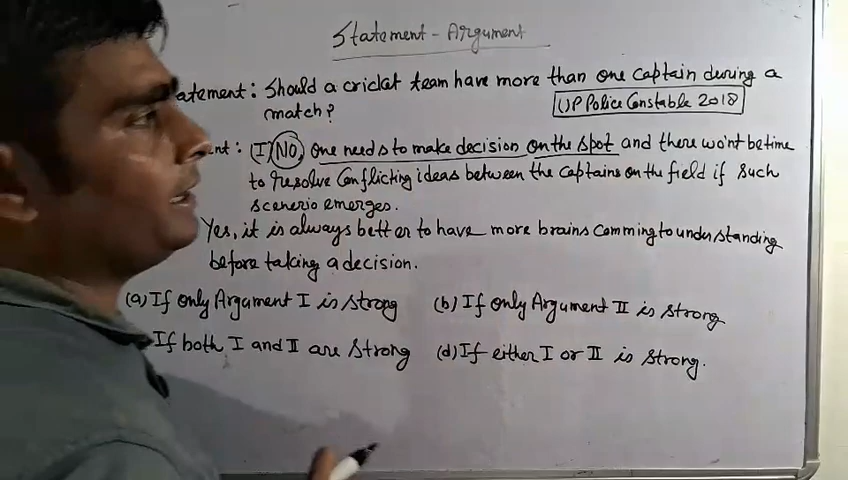 Statement - Argument
atement: Should a cricket team have more than one captain during a
match?
UP Police Constable 2018
nt: (I) No, One needs to make decision on the spot and there won't be time
to resolve Conflicting ideas between the captains on the field if such
scenerio emerges.
Yes, it is always better to have more brains comming to understanding
before taking a decision.
(a) If only Argument I is strong (b) If only Argument II is strong
If both I and II are strong (d) If either I or II is strong.